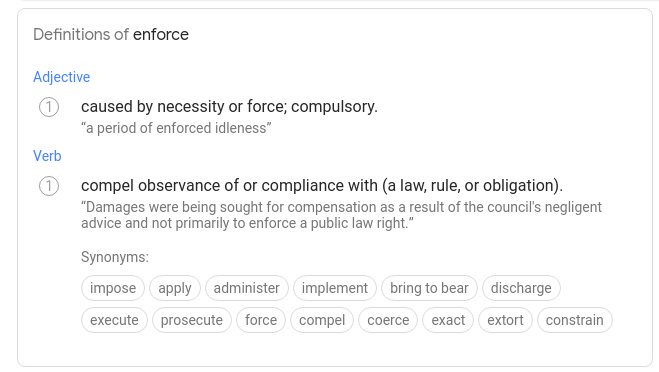 Definitions of enforce
Adjective
1 caused by necessity or force; compulsory.
“a period of enforced idleness”
Verb
1 compel observance of or compliance with (a law, rule, or obligation).
“Damages were being sought for compensation as a result of the council's negligent
advice and not primarily to enforce a public law right.”
Synonyms:
impose apply administer implement bring to bear discharge
execute prosecute force compel coerce exact extort constrain